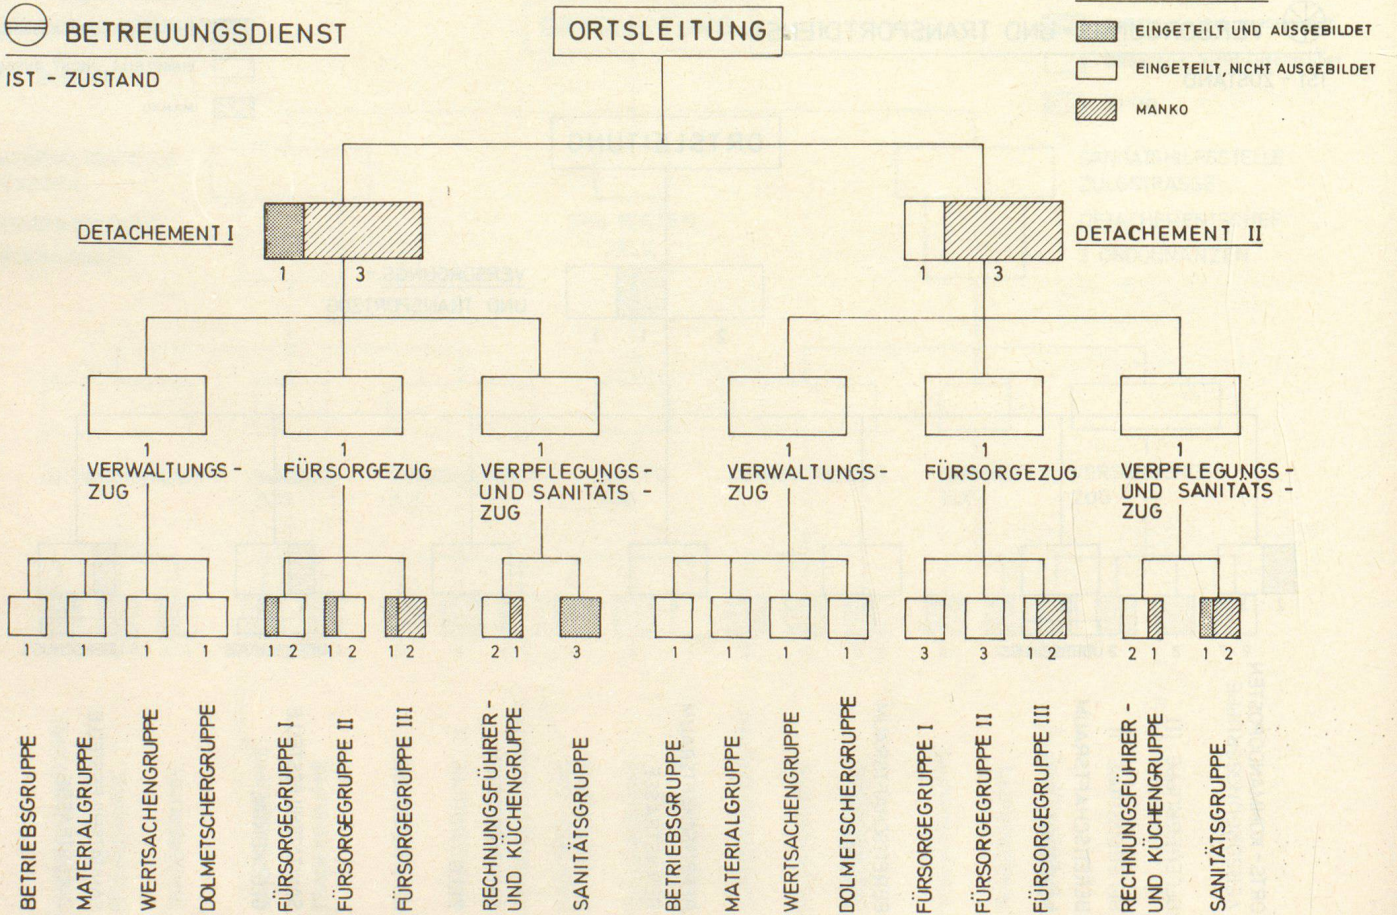 BETREUUNGSDIENST
IST - ZUSTAND
ORTSLEITUNG
EINGETEILT UND AUSGEBILDET
EINGETEILT, NICHT AUSGEBILDET
MANKO
DETACHEMENT I
1 3
DETACHEMENT II
1 3
1
VERWALTUNGS -
ZUG
1
FÜRSORGEZUG
1
VERPFLEGUNGS -
UND SANITÄTS -
ZUG
1
VERWALTUNGS -
ZUG
1
FÜRSORGEZUG
1
VERPFLEGUNGS -
UND SANITÄTS -
ZUG
1 1 1 1 1 2 1 2 1 2 2 1 3 1 1 1 1 3 3 1 2 2 1 1 2
BETRIEBSGRUPPE
MATERIALGRUPPE
WERTSACHENGRUPPE
DOLMETSCHERGRUPPE
FÜRSORGEGRUPPE I
FÜRSORGEGRUPPE II
FÜRSORGEGRUPPE III
RECHNUNGSFÜHRER -
UND KÜCHENGRUPPE
SANITÄTSGRUPPE
BETRIEBSGRUPPE
MATERIALGRUPPE
WERTSACHENGRUPPE
DOLMETSCHERGRUPPE
FÜRSORGEGRUPPE I
FÜRSORGEGRUPPE II
FÜRSORGEGRUPPE III
RECHNUNGSFÜHRER -
UND KÜCHENGRUPPE
SANITÄTSGRUPPE